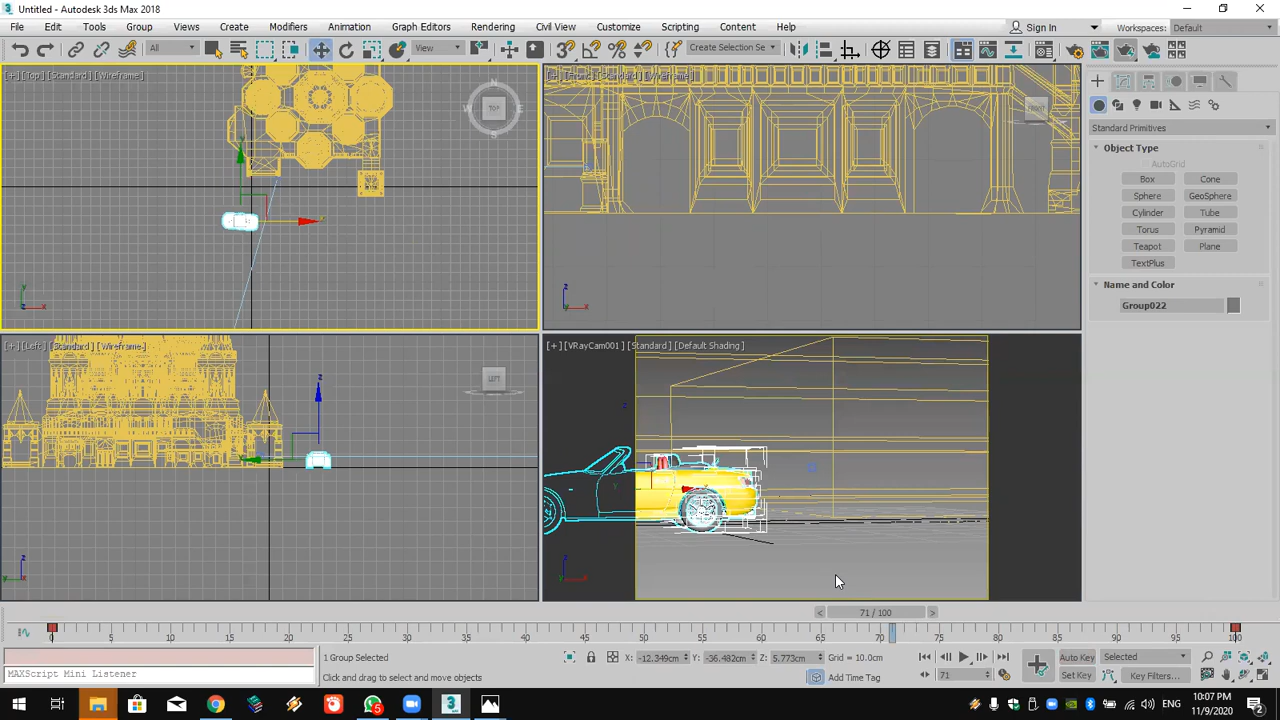 Untitled - Autodesk 3ds Max 2018
File Edit Tools Group Views Create Modifiers Animation Graph Editors Rendering Civil View Customize Scripting Content Help Sign In Workspaces: Default
All View Create Selection Se
[+] [Top] [Standard] [Wireframe]
N
W TOP E
S
FRONT
Standard Primitives
Object Type
AutoGrid
Box Cone
Sphere GeoSphere
Cylinder Tube
Torus Pyramid
Teapot Plane
TextPlus
Name and Color
Group022
[+] [Left] [Standard] [Wireframe]
LEFT
[+] [VRayCam001] [Standard] [Default Shading]
< 71 / 100 >
0 5 10 15 20 25 30 35 40 45 50 55 60 65 70 75 80 85 90 95 100
1 Group Selected
X: -12.349cm Y: -36.482cm Z: 5.773cm Grid = 10.0cm
Auto Key Selected
MAXScript Mini Listener
Click and drag to select and move objects
Add Time Tag
71
Set Key Key Filters...
5
3
ENG
10:07 PM
11/9/2020
2